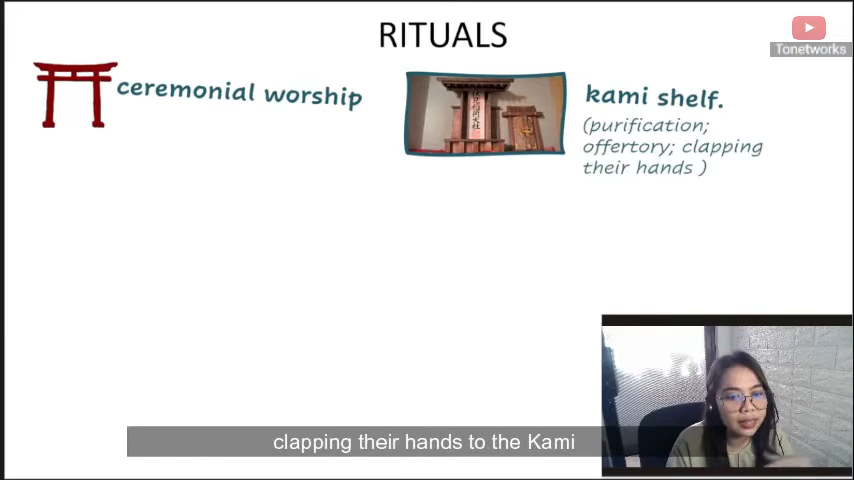 RITUALS
Tonetworks
ceremonial worship
kami shelf.
(purification;
offertory; clapping
their hands )
clapping their hands to the Kami